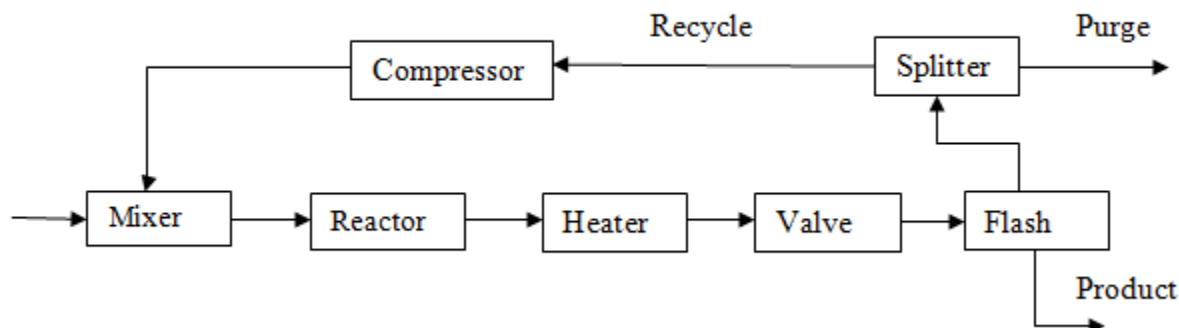 Recycle
Purge
Compressor
Splitter
Mixer
Reactor
Heater
Valve
Flash
Product